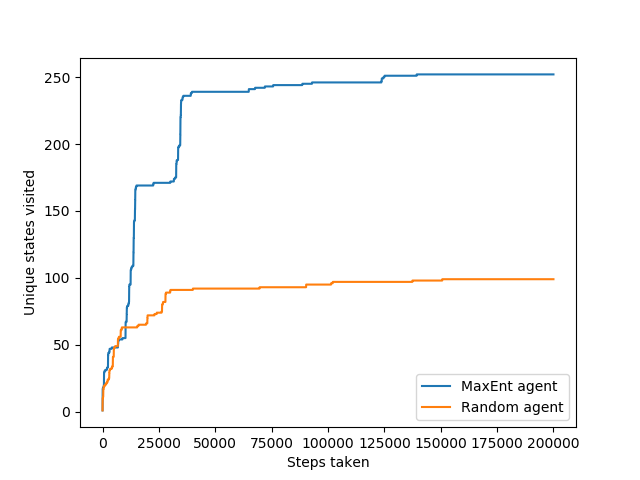 250
200
150
100
50
0
Unique states visited
MaxEnt agent
Random agent
0 25000 50000 75000 100000 125000 150000 175000 200000
Steps taken